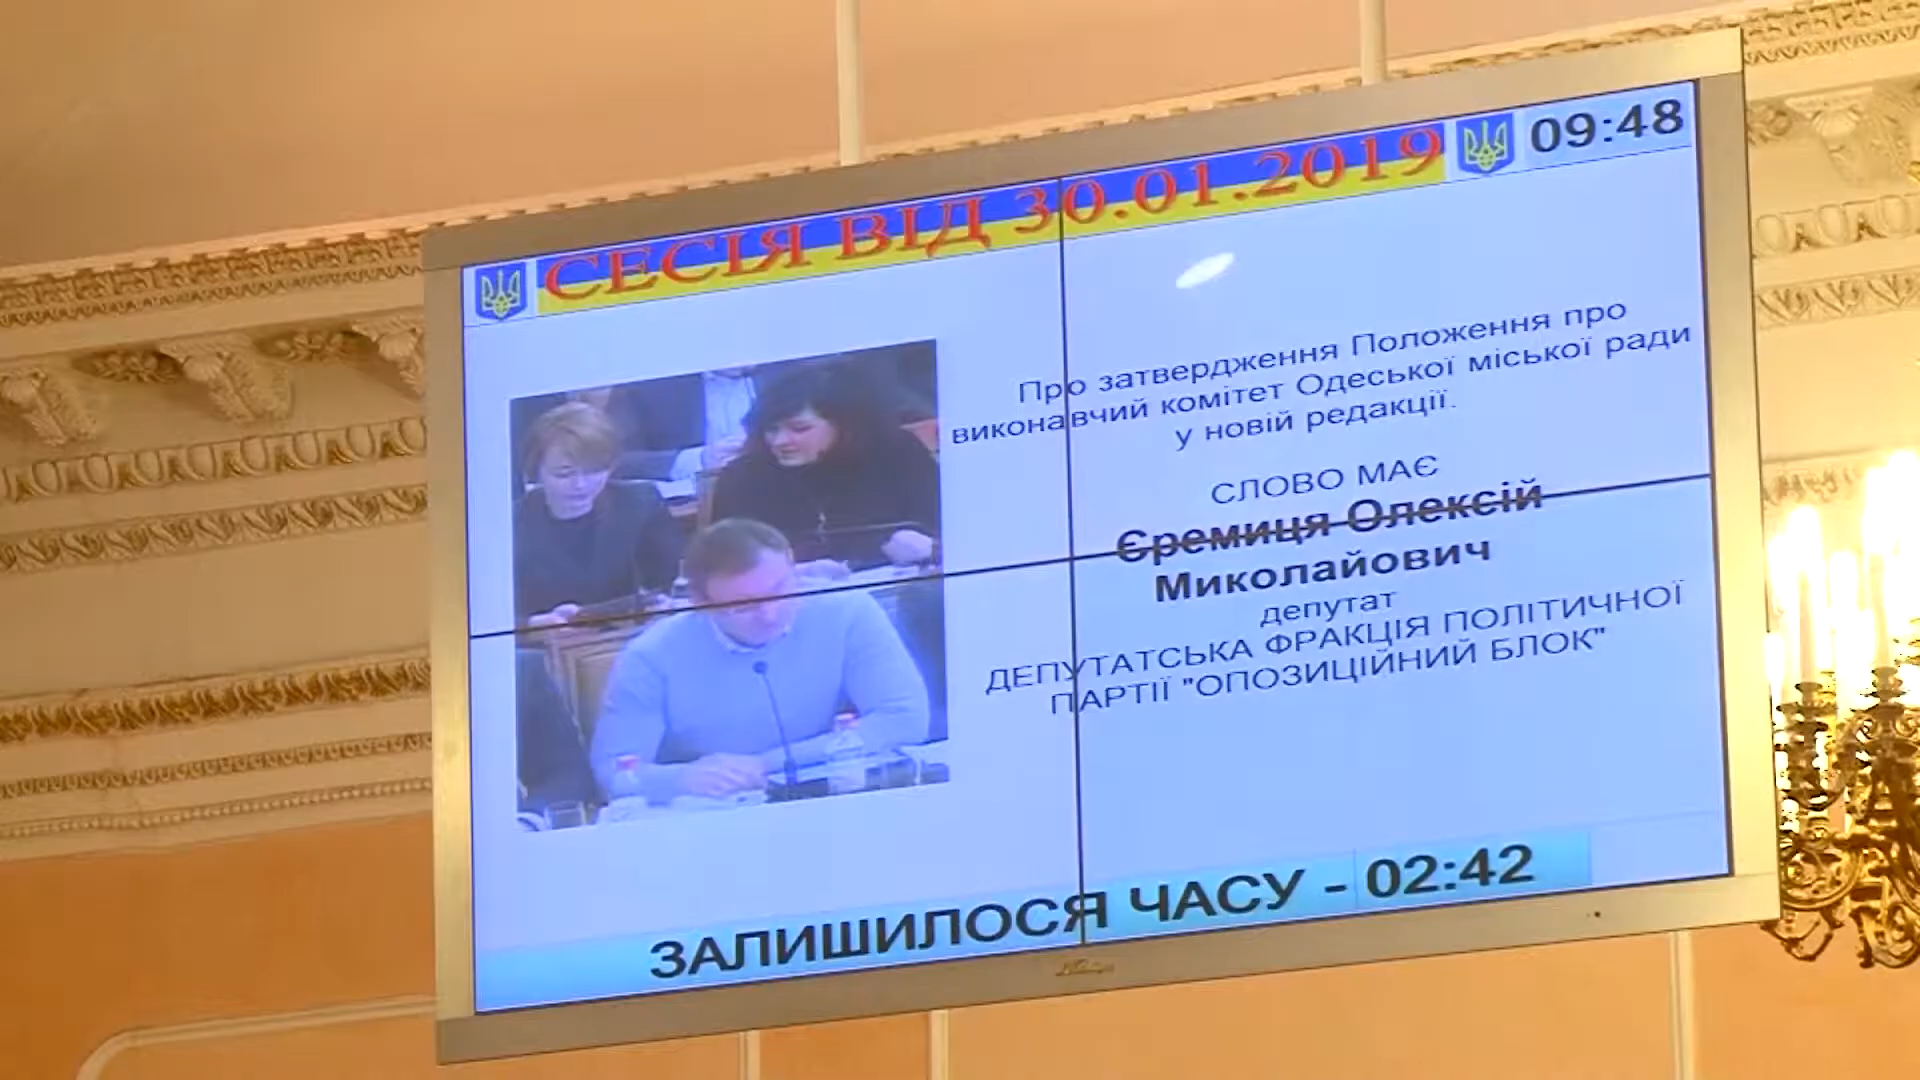 СЕСІЯ ВІД 30.01.2019
09:48
Про затвердження Положення про
виконавчий комітет Одеської міської ради
у новій редакції.
СЛОВО МАЄ
Єремиця Олексій
Миколайович
депутат
ДЕПУТАТСЬКА ФРАКЦІЯ ПОЛІТИЧНОЇ
ПАРТІЇ "ОПОЗИЦІЙНИЙ БЛОК"
ЗАЛИШИЛОСЯ ЧАСУ - 02:42